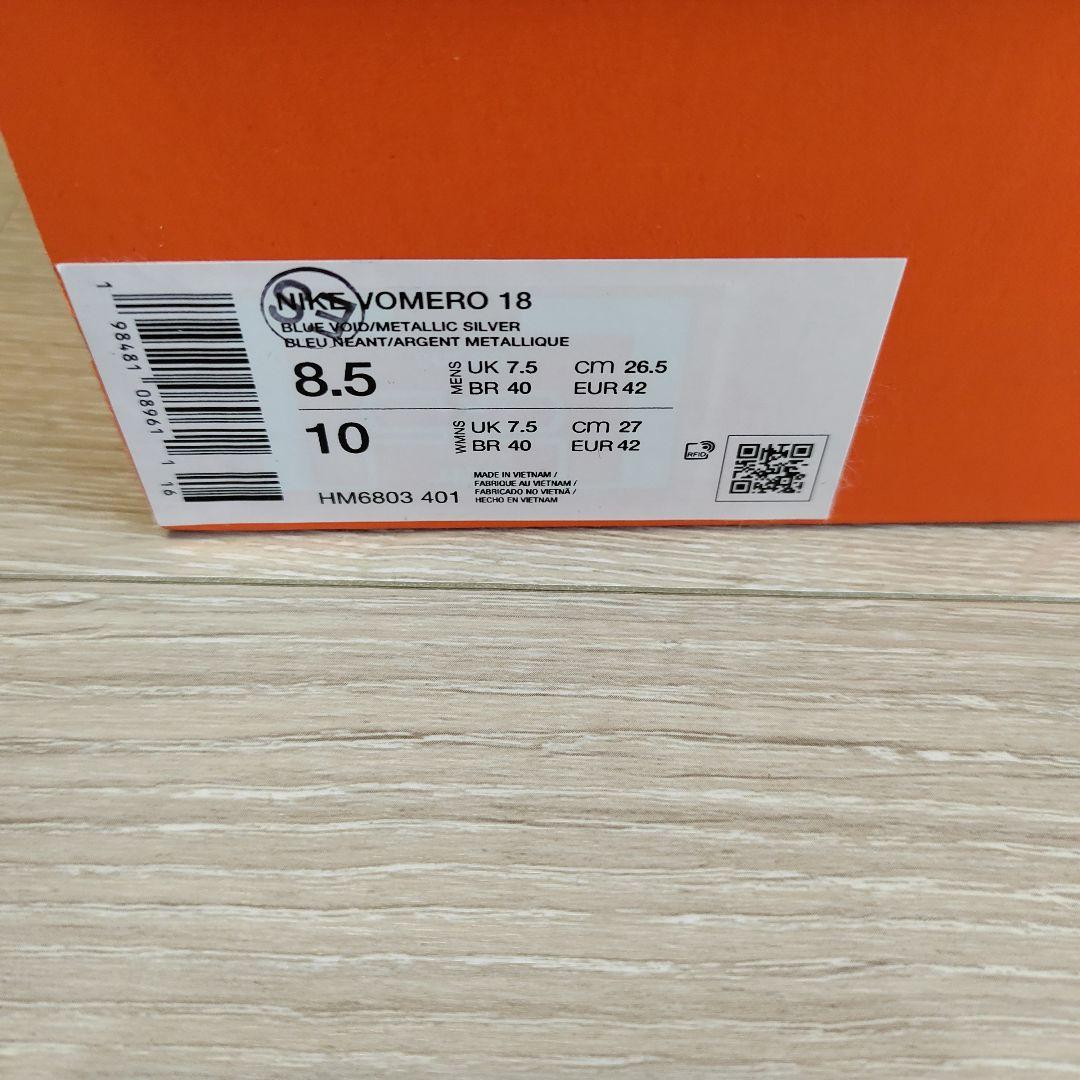 NIKE VOMERO 18
BLUE VOID/METALLIC SILVER
BLEU NEANT/ARGENT METALLIQUE
8.5 MENS UK 7.5 cm 26.5
BR 40 EUR 42
10 WMNS UK 7.5 cm 27
BR 40 EUR 42
HM6803 401
MADE IN VIETNAM /
FABRIQUE AU VIETNAM /
FABRICADO NO VIETNÃ /
HECHO EN VIETNAM
RFID
1 98481 08961 1 16